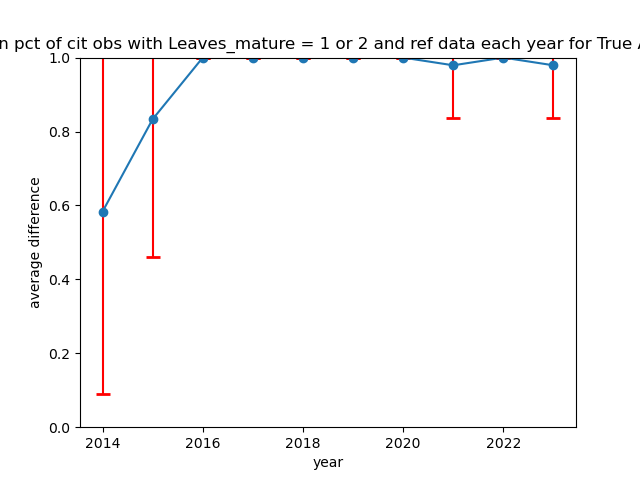 n pct of cit obs with Leaves_mature = 1 or 2 and ref data each year for True
1.0
0.8
0.6
0.4
0.2
0.0
average difference
2014 2016 2018 2020 2022
year